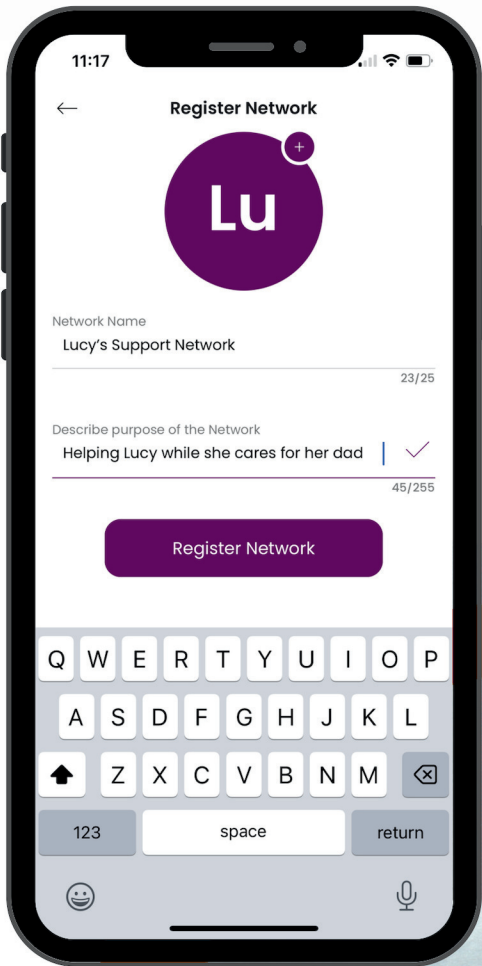 11:17
Register Network
+
Lu
Network Name
Lucy's Support Network
23/25
Describe purpose of the Network
Helping Lucy while she cares for her dad
45/255
Register Network
Q W E R T Y U I O P
A S D F G H J K L
Z X C V B N M
123 space return